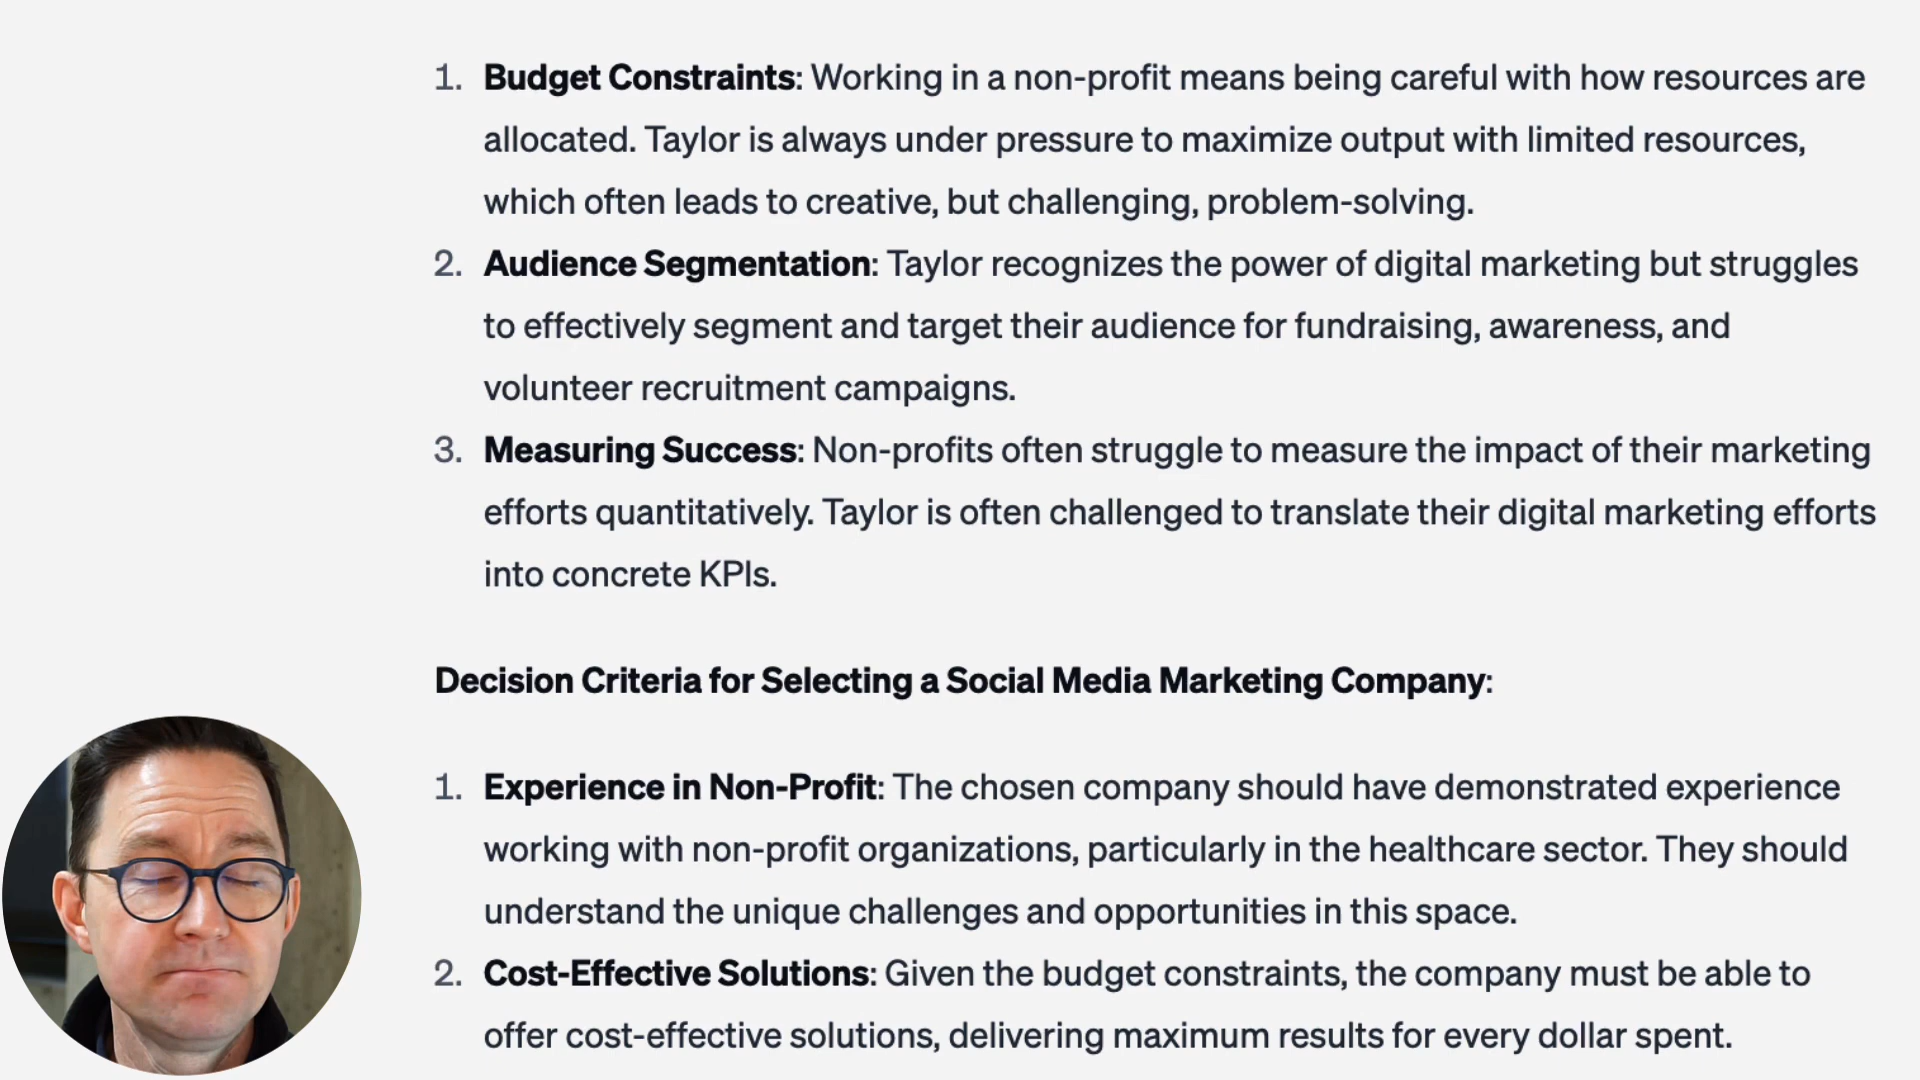 1. Budget Constraints: Working in a non-profit means being careful with how resources are
allocated. Taylor is always under pressure to maximize output with limited resources,
which often leads to creative, but challenging, problem-solving.
2. Audience Segmentation: Taylor recognizes the power of digital marketing but struggles
to effectively segment and target their audience for fundraising, awareness, and
volunteer recruitment campaigns.
3. Measuring Success: Non-profits often struggle to measure the impact of their marketing
efforts quantitatively. Taylor is often challenged to translate their digital marketing efforts
into concrete KPIs.
Decision Criteria for Selecting a Social Media Marketing Company:
1. Experience in Non-Profit: The chosen company should have demonstrated experience
working with non-profit organizations, particularly in the healthcare sector. They should
understand the unique challenges and opportunities in this space.
2. Cost-Effective Solutions: Given the budget constraints, the company must be able to
offer cost-effective solutions, delivering maximum results for every dollar spent.